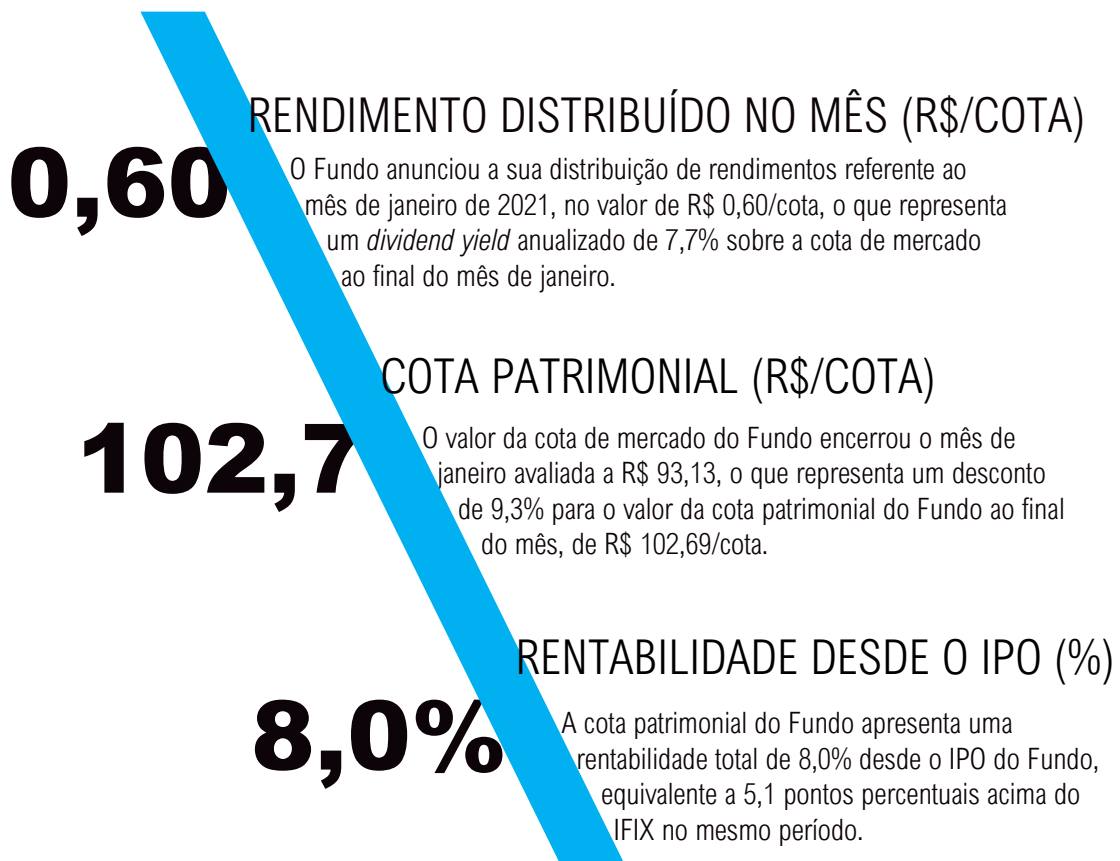 RENDIMENTO DISTRIBUÍDO NO MÊS (R$/COTA)
0,60
O Fundo anunciou a sua distribuição de rendimentos referente ao
mês de janeiro de 2021, no valor de R$ 0,60/cota, o que representa
um dividend yield anualizado de 7,7% sobre a cota de mercado
ao final do mês de janeiro.
COTA PATRIMONIAL (R$/COTA)
102,7
O valor da cota de mercado do Fundo encerrou o mês de
janeiro avaliada a R$ 93,13, o que representa um desconto
de 9,3% para o valor da cota patrimonial do Fundo ao final
do mês, de R$ 102,69/cota.
RENTABILIDADE DESDE O IPO (%)
8,0%
A cota patrimonial do Fundo apresenta uma
rentabilidade total de 8,0% desde o IPO do Fundo,
equivalente a 5,1 pontos percentuais acima do
IFIX no mesmo período.